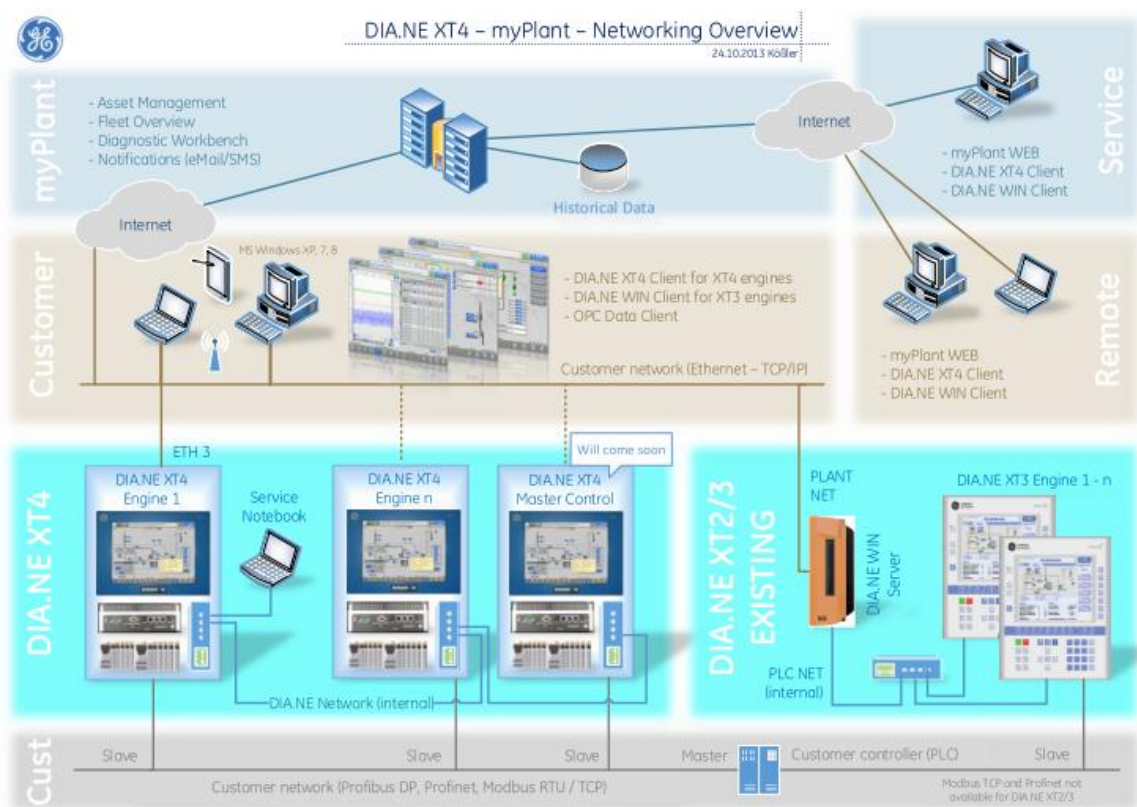 DIA.NE XT4 – myPlant – Networking Overview
24.10.2013 Kößler
myPlant
- Asset Management
- Fleet Overview
- Diagnostic Workbench
- Notifications (eMail/SMS)
Internet
Historical Data
Internet
Service
- myPlant WEB
- DIA.NE XT4 Client
- DIA.NE WIN Client
Customer
MS Windows XP, 7, 8
- DIA.NE XT4 Client for XT4 engines
- DIA.NE WIN Client for XT3 engines
- OPC Data Client
Customer network (Ethernet – TCP/IP)
Remote
- myPlant WEB
- DIA.NE XT4 Client
- DIA.NE WIN Client
DIA.NE XT4
ETH 3
DIA.NE XT4
Engine 1
Service
Notebook
DIA.NE XT4
Engine n
Will come soon
DIA.NE XT4
Master Control
DIA.NE Network (internal)
DIA.NE XT2/3
EXISTING
PLANT
NET
DIA.NE WIN
Server
DIA.NE XT3 Engine 1 - n
PLC NET
(internal)
Cust
Slave
Slave
Slave
Master
Customer controller (PLC)
Slave
Customer network (Profibus DP, Profinet, Modbus RTU / TCP)
Modbus TCP and Profinet not
available for DIA.NE XT2/3